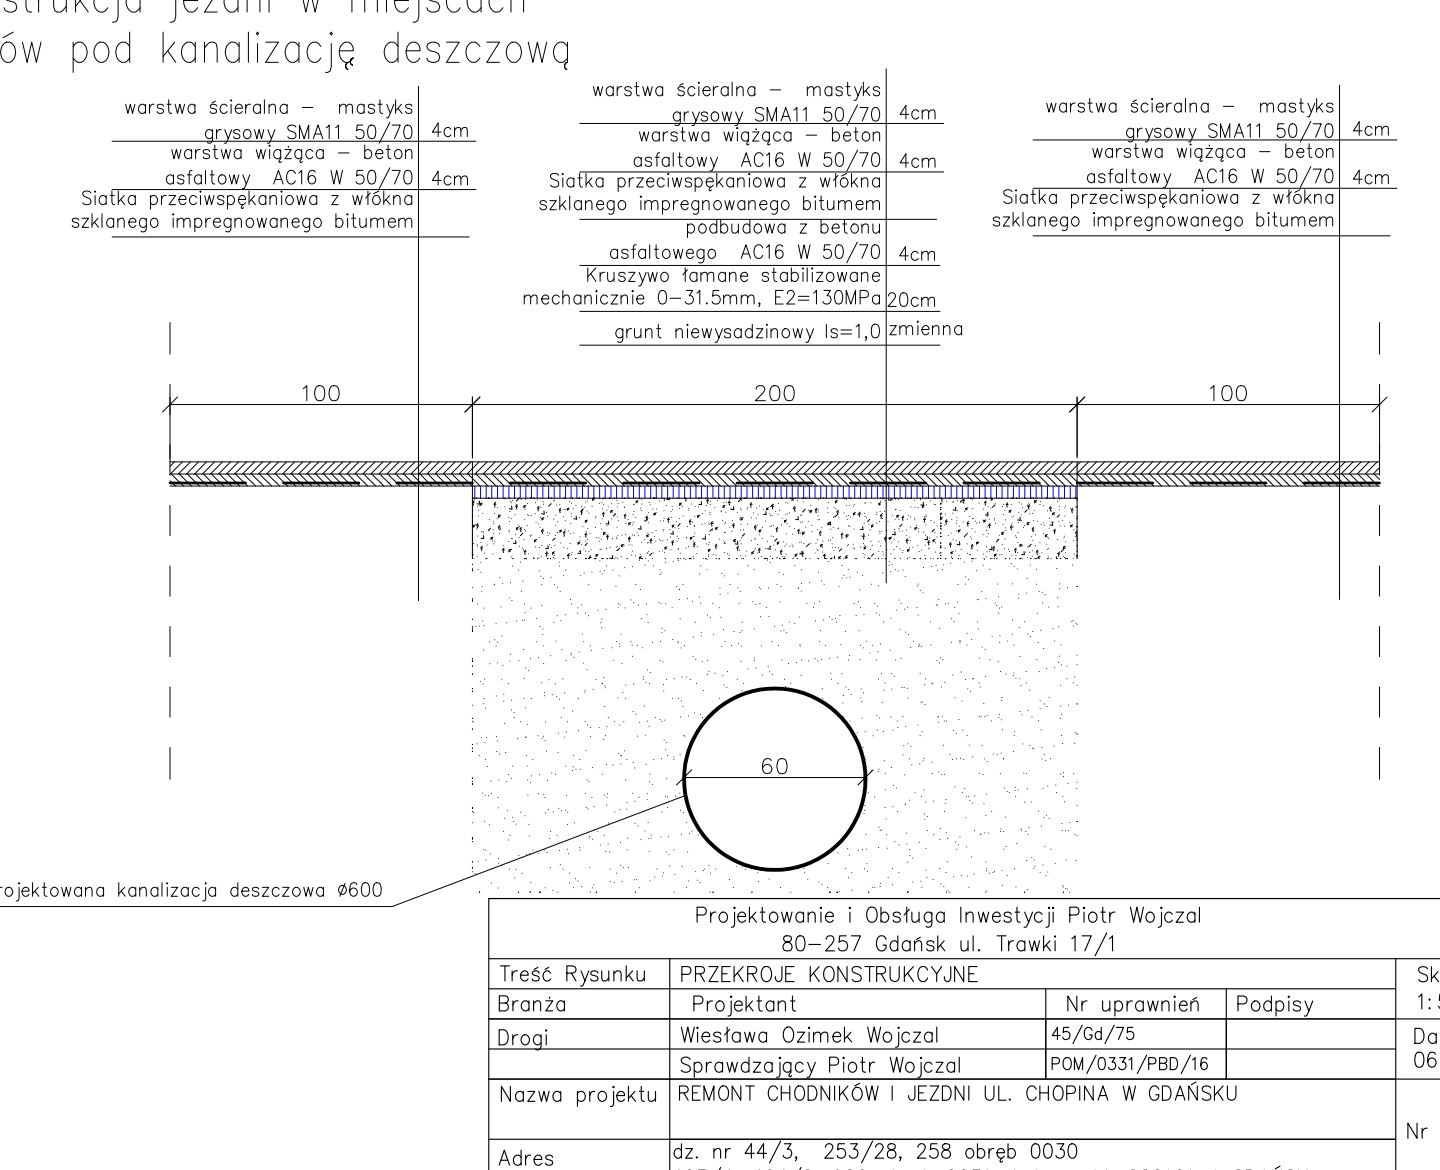 ów pod kanalizację deszczową
warstwa ścieralna – mastyks
grysowy SMA11 50/70 4cm
warstwa wiążąca – beton
asfaltowy AC16 W 50/70 4cm
Siatka przeciwspękaniowa z włókna
szklanego impregnowanego bitumem
warstwa ścieralna – mastyks
grysowy SMA11 50/70 4cm
warstwa wiążąca – beton
asfaltowy AC16 W 50/70 4cm
Siatka przeciwspękaniowa z włókna
szklanego impregnowanego bitumem
podbudowa z betonu
asfaltowego AC16 W 50/70 4cm
Kruszywo łamane stabilizowane
mechanicznie 0–31.5mm, E2=130MPa 20cm
grunt niewysadzinowy Is=1,0 zmienna
warstwa ścieralna – mastyks
grysowy SMA11 50/70 4cm
warstwa wiążąca – beton
asfaltowy AC16 W 50/70 4cm
Siatka przeciwspękaniowa z włókna
szklanego impregnowanego bitumem
100 200 100
60
rojektowana kanalizacja deszczowa ø600
Projektowanie i Obsługa Inwestycji Piotr Wojczal
80–257 Gdańsk ul. Trawki 17/1
Treść Rysunku PRZEKROJE KONSTRUKCYJNE Sk
Branża Projektant Nr uprawnień Podpisy 1:5
Drogi Wiesława Ozimek Wojczal 45/Gd/75 Da
Sprawdzający Piotr Wojczal POM/0331/PBD/16 06
Nazwa projektu REMONT CHODNIKÓW I JEZDNI UL. CHOPINA W GDAŃSKU
Nr
Adres dz. nr 44/3, 253/28, 258 obręb 0030